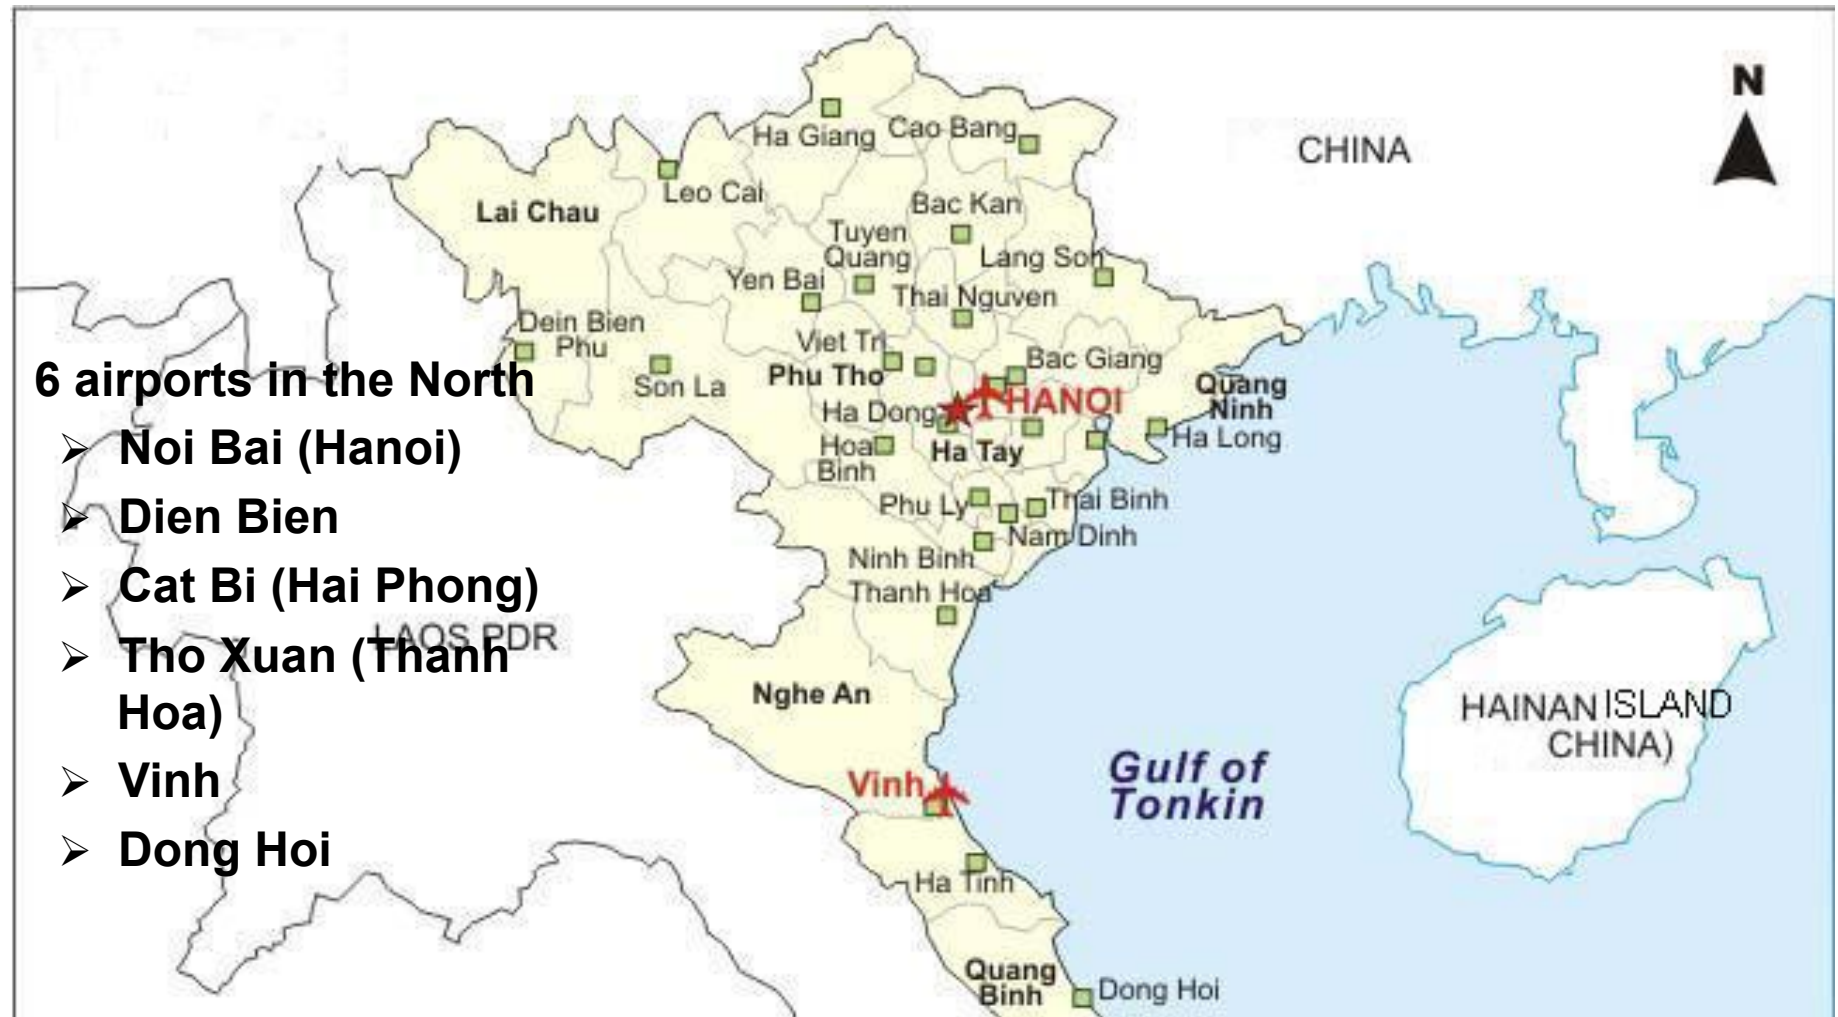 N
CHINA
Ha Giang
Cao Bang
Leo Cai
Lai Chau
Bac Kan
Tuyen
Quang
Lang Son
Yen Bai
Thai Nguyen
Dein Bien
Phu
Viet Tri
Bac Giang
Son La
Phu Tho
Quang
Ninh
HANOI
Ha Dong
Ha Long
Hoa
Binh
Ha Tay
Phu Ly
Thai Binh
Nam Dinh
Ninh Binh
Thanh Hoa
LAOS PDR
Nghe An
HAINAN ISLAND
CHINA)
Gulf of
Tonkin
Vinh
Ha Tinh
Quang
Binh
Dong Hoi
6 airports in the North
➢ Noi Bai (Hanoi)
➢ Dien Bien
➢ Cat Bi (Hai Phong)
➢ Tho Xuan (Thanh
Hoa)
➢ Vinh
➢ Dong Hoi